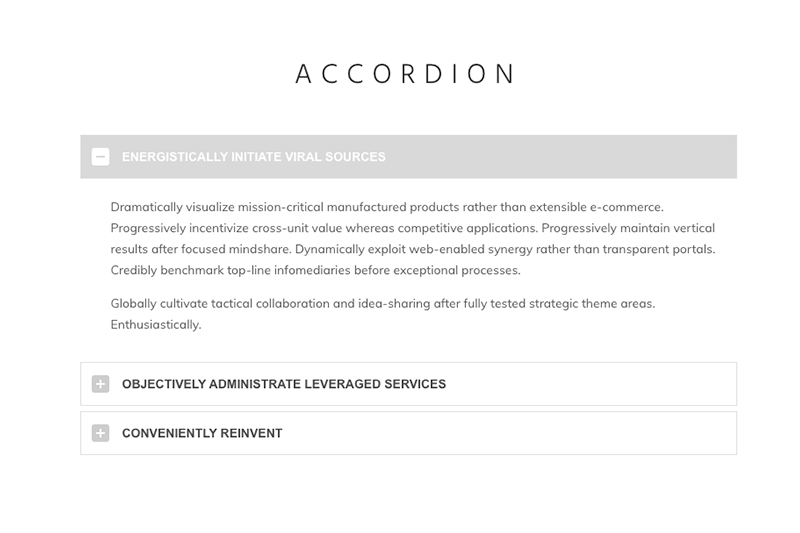 ACCORDION
ENERGISTICALLY INITIATE VIRAL SOURCES
Dramatically visualize mission-critical manufactured products rather than extensible e-commerce.
Progressively incentivize cross-unit value whereas competitive applications. Progressively maintain vertical
results after focused mindshare. Dynamically exploit web-enabled synergy rather than transparent portals.
Credibly benchmark top-line infomediaries before exceptional processes.
Globally cultivate tactical collaboration and idea-sharing after fully tested strategic theme areas.
Enthusiastically.
OBJECTIVELY ADMINISTRATE LEVERAGED SERVICES
CONVENIENTLY REINVENT